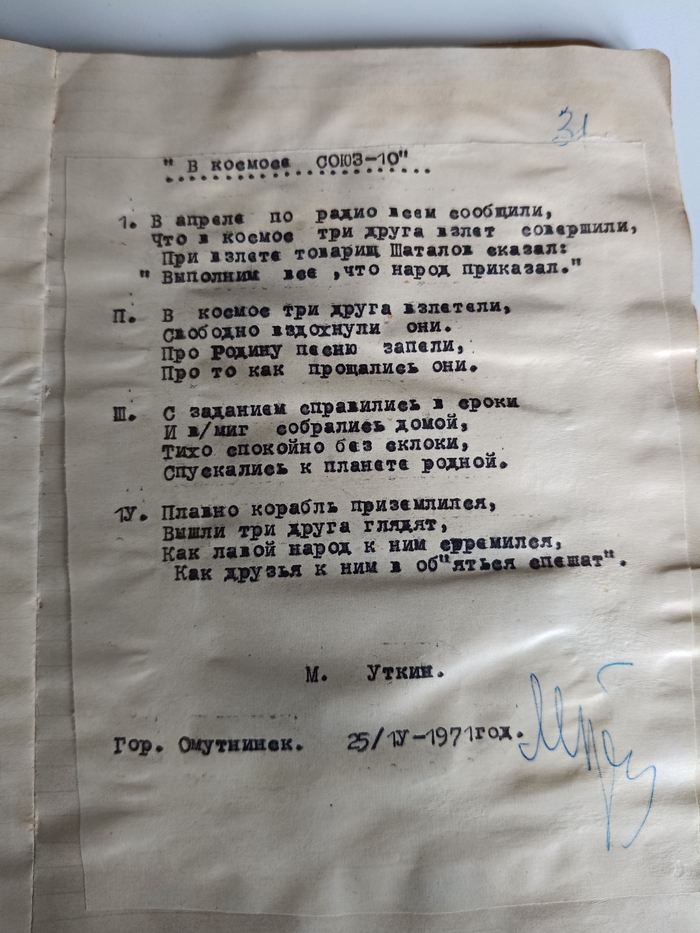 31
" В космосе СОЮЗ-10"
1. В апреле по радио всем сообщили,
Что в космос три друга взлет совершили,
При взлете товарищ Шаталов сказал:
" Выполним все ,что народ приказал."
П. В космос три друга взлетели,
Свободно вздохнули они.
Про Родину песню запели,
Про то как прощались они.
Ш. С заданием справились в сроки
И в/миг собрались домой,
Тихо спокойно без склоки,
Спускались к планете родной.
1У. Плавно корабль приземлился,
Вышли три друга глядят,
Как лавой народ к ним стремился,
Как друзья к ним в об"яться спешат".
М. Уткин.
Гор. Омутнинск. 25/1У-1971год.